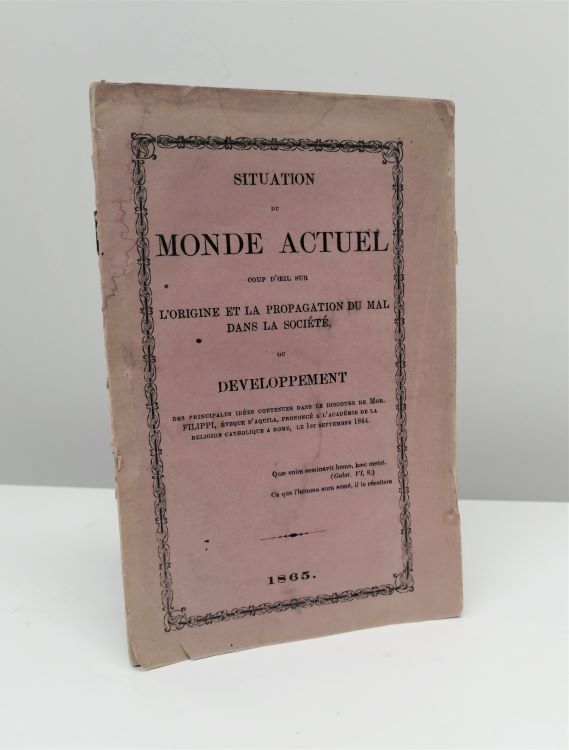 SITUATION
DU
MONDE ACTUEL
COUP D'ŒIL SUR
L'ORIGINE ET LA PROPAGATION DU MAL
DANS LA SOCIÉTÉ,
OU
DEVELOPPEMENT
DES PRINCIPALES IDÉES CONTENUES DANS LE DISCOURS DE MGR.
FILIPPI, ÉVEQUE D'AQUILA, PRONONCÉ A L'ACADÉMIE DE LA
RELIGION CATHOLIQUE A ROME, LE 1er SEPTEMBRE 1864.
Quæ enim seminavit homo, hæc metet.
(Galat. VI, 8.)
Ce que l'homme aura semé, il le récoltera
1865.